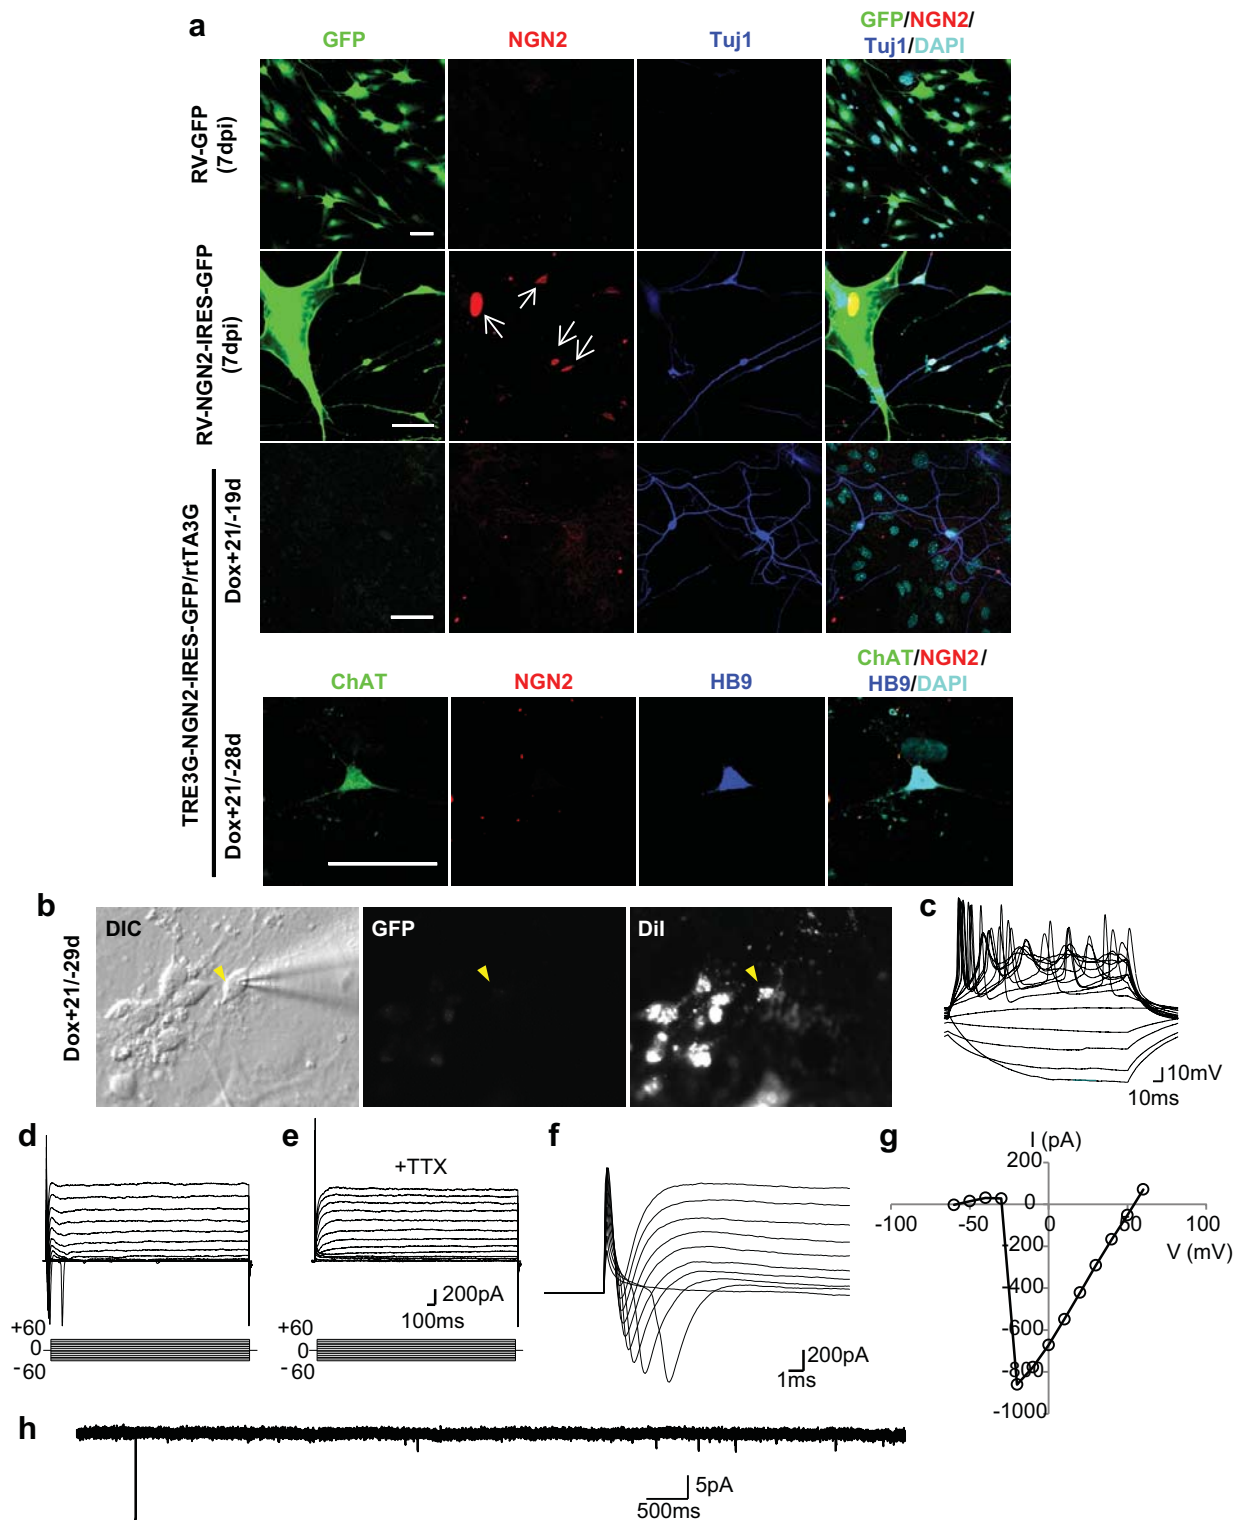 a
GFP
NGN2
Tuj1
GFP/NGN2/
Tuj1/DAPI
RV-GFP
(7dpi)
RV-NGN2-IRES-GFP
(7dpi)
TRE3G-NGN2-IRES-GFP/rtTA3G
Dox+21/-19d
ChAT
NGN2
HB9
ChAT/NGN2/
HB9/DAPI
Dox+21/-28d
b
Dox+21/-29d
DIC
GFP
DiI
c
10mV
10ms
d
+60
0
-60
e
+TTX
200pA
100ms
+60
0
-60
f
200pA
1ms
g
I (pA)
200
0
-200
-400
-600
-800
-1000
-100
-50
0
50
100
V (mV)
h
5pA
500ms